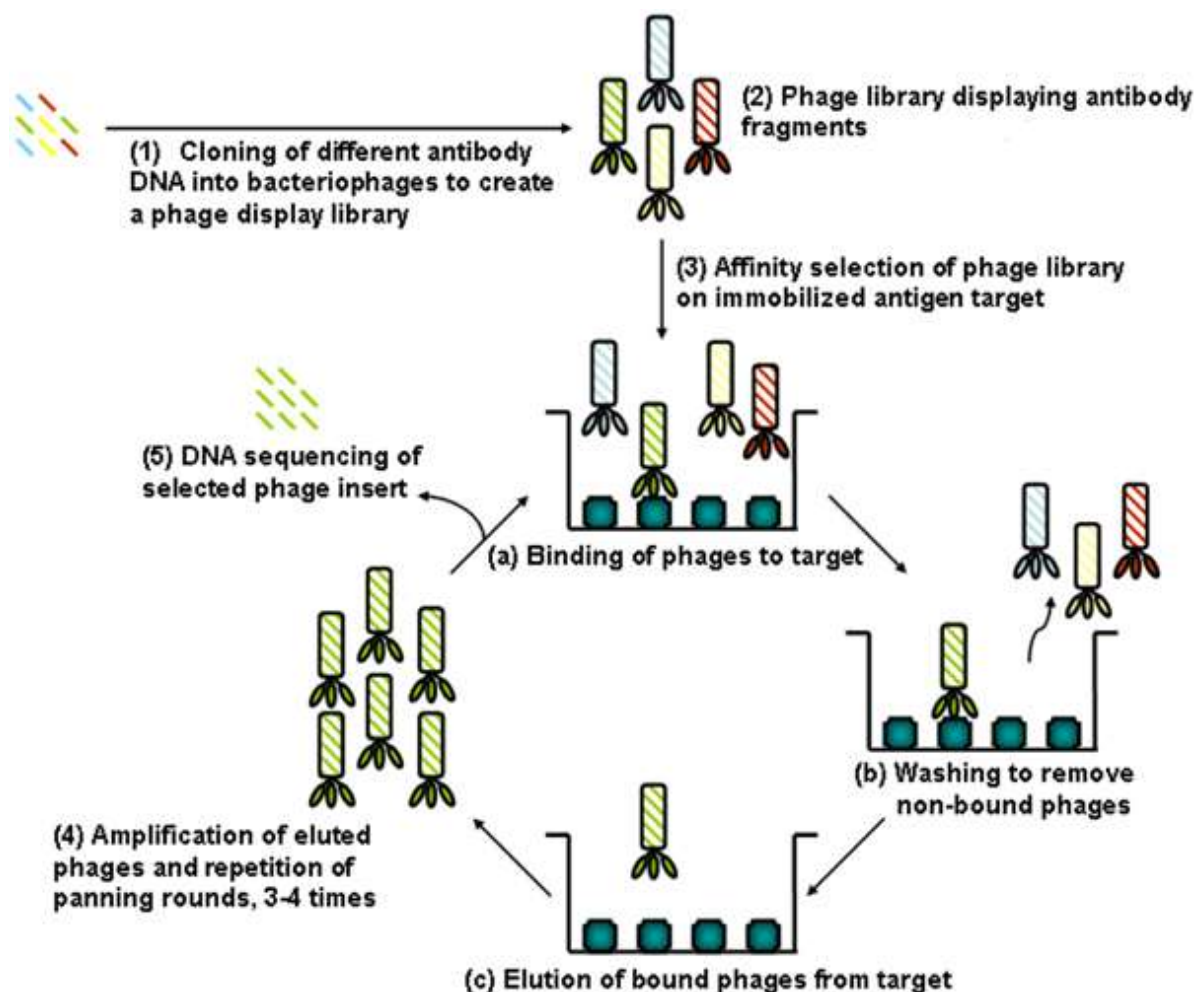 (1) Cloning of different antibody
DNA into bacteriophages to create
a phage display library
(2) Phage library displaying antibody
fragments
(3) Affinity selection of phage library
on immobilized antigen target
(a) Binding of phages to target
(b) Washing to remove
non-bound phages
(c) Elution of bound phages from target
(4) Amplification of eluted
phages and repetition of
panning rounds, 3-4 times
(5) DNA sequencing of
selected phage insert